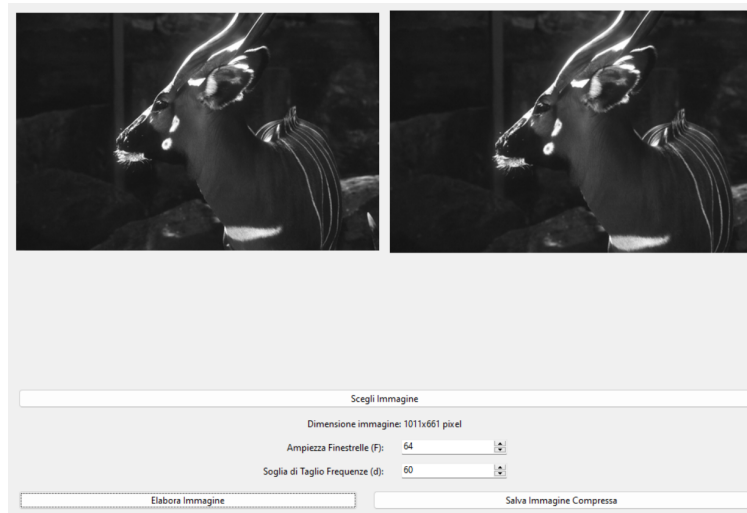 Scegli Immagine
Dimensione immagine: 1011x661 pixel
Ampiezza Finestrelle (F): 64
Soglia di Taglio Frequenze (d): 60
Elabora Immagine Salva Immagine Compressa